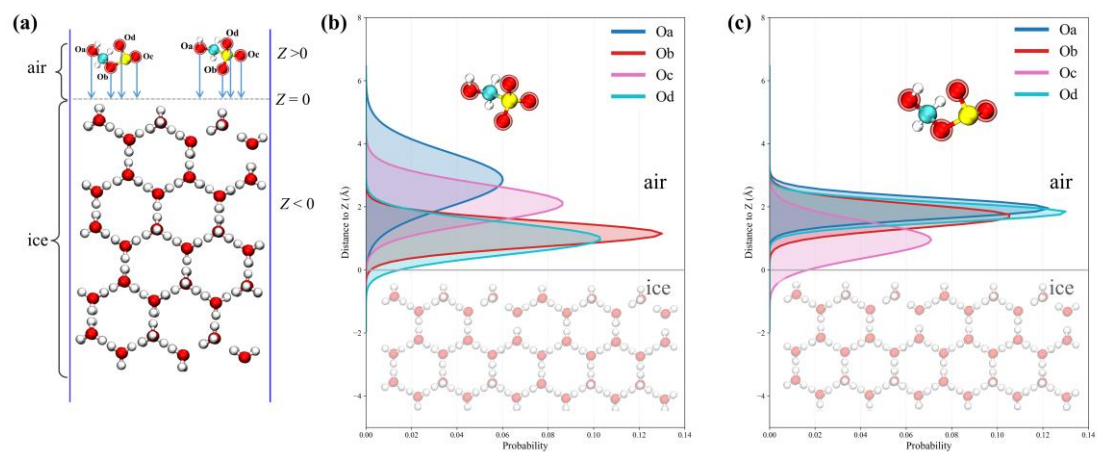 (a)
Oa
Od
Oc
Ob
Oa
Od
Oc
Ob
air
ice
Z>0
Z = 0
Z < 0
(b)
Distance to Z (Å)
8
6
4
2
0
−2
−4
Oa
Ob
Oc
Od
air
ice
0.00 0.02 0.04 0.06 0.08 0.10 0.12 0.14
Probability
(c)
Distance to Z (Å)
8
6
4
2
0
−2
−4
Oa
Ob
Oc
Od
air
ice
0.00 0.02 0.04 0.06 0.08 0.10 0.12 0.14
Probability